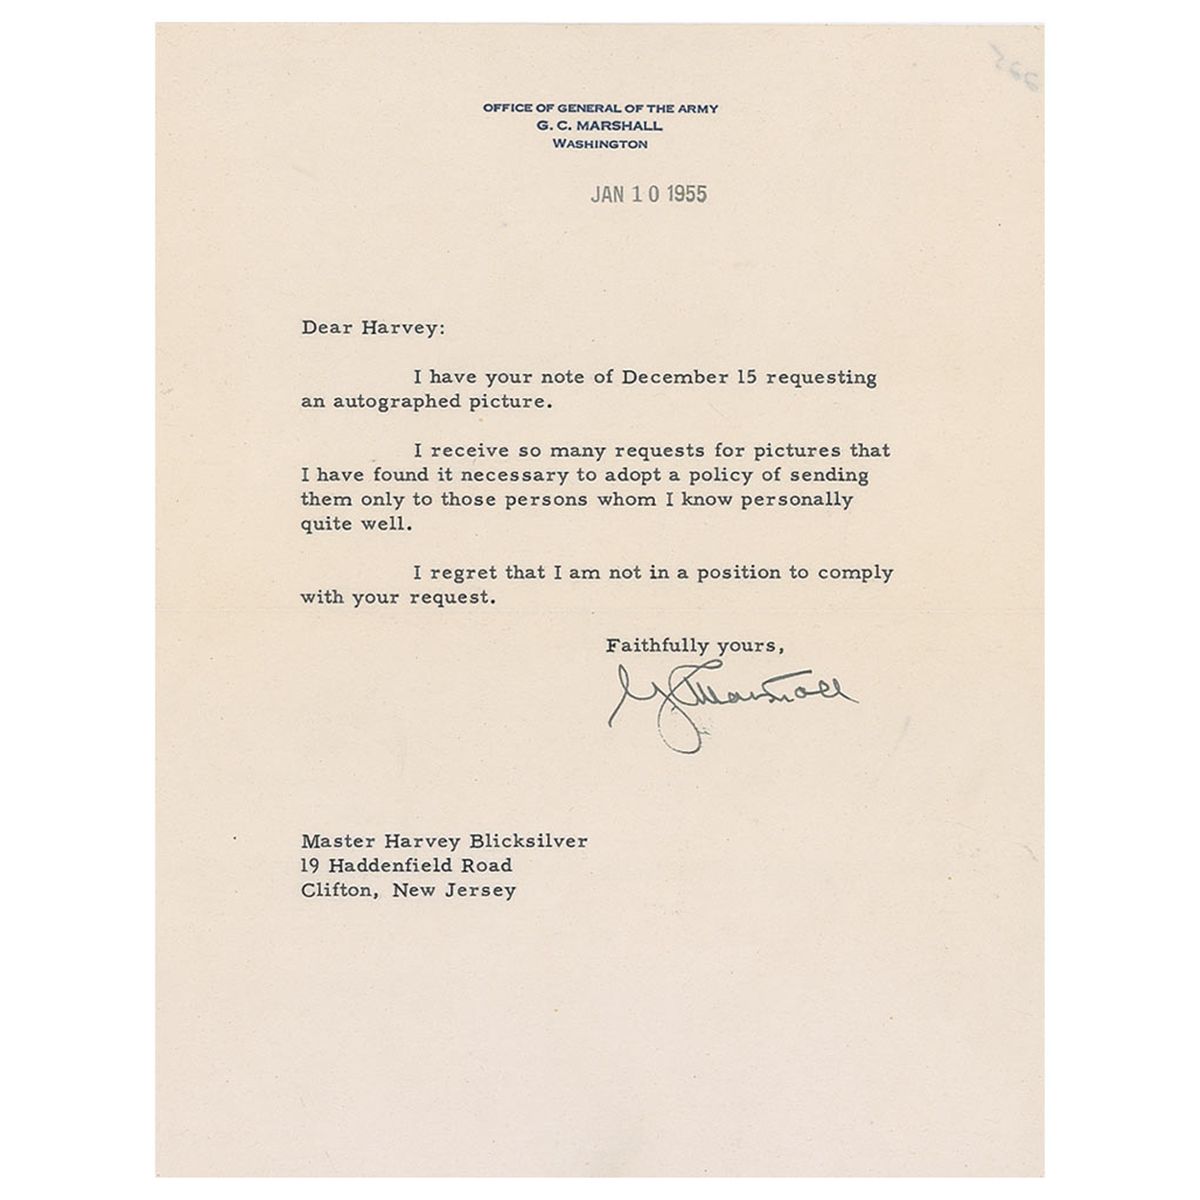 OFFICE OF GENERAL OF THE ARMY
G. C. MARSHALL
WASHINGTON
JAN 10 1955
Dear Harvey:
I have your note of December 15 requesting
an autographed picture.
I receive so many requests for pictures that
I have found it necessary to adopt a policy of sending
them only to those persons whom I know personally
quite well.
I regret that I am not in a position to comply
with your request.
Faithfully yours,
G C Marshall
Master Harvey Blicksilver
19 Haddenfield Road
Clifton, New Jersey